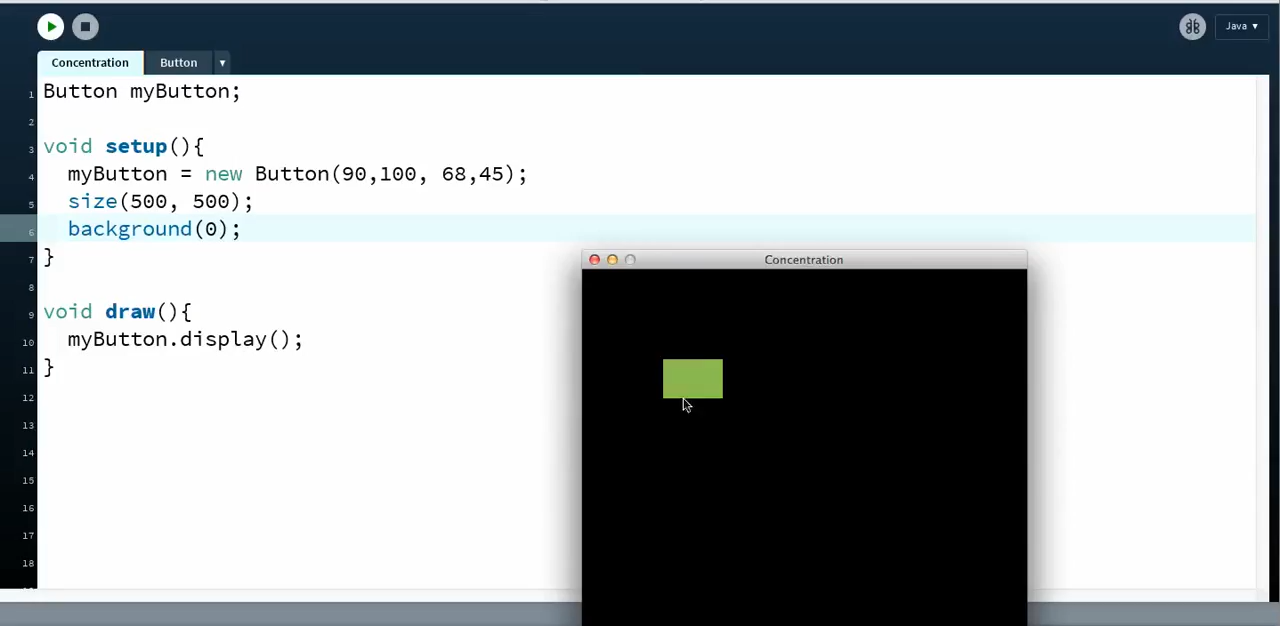 Java ▾
Concentration Button ▾
1 Button myButton;
2
3 void setup(){
4 myButton = new Button(90,100, 68,45);
5 size(500, 500);
6 background(0);
7 }
8
9 void draw(){
10 myButton.display();
11 }
12
13
14
15
16
17
18
Concentration